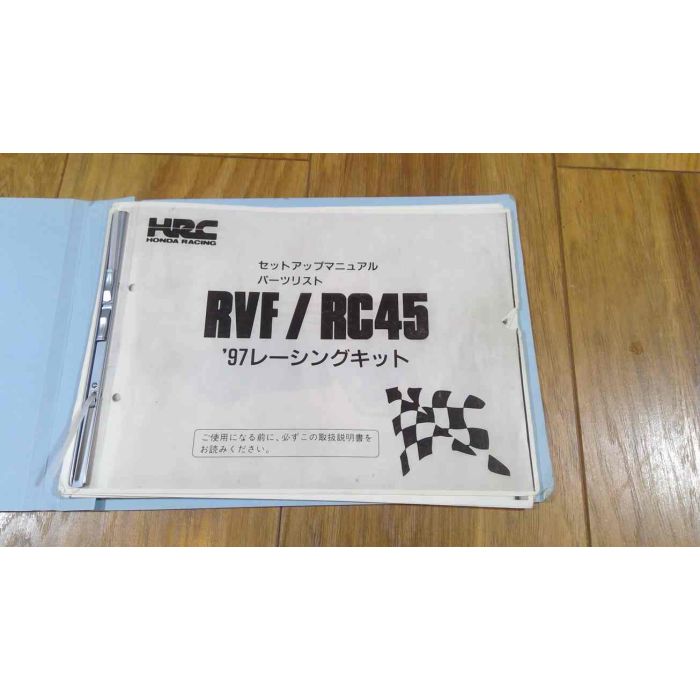 HRC
HONDA RACING
セットアップマニュアル
パーツリスト
RVF / RC45
'97レーシングキット
ご使用になる前に、必ずこの取扱説明書を
お読みください。